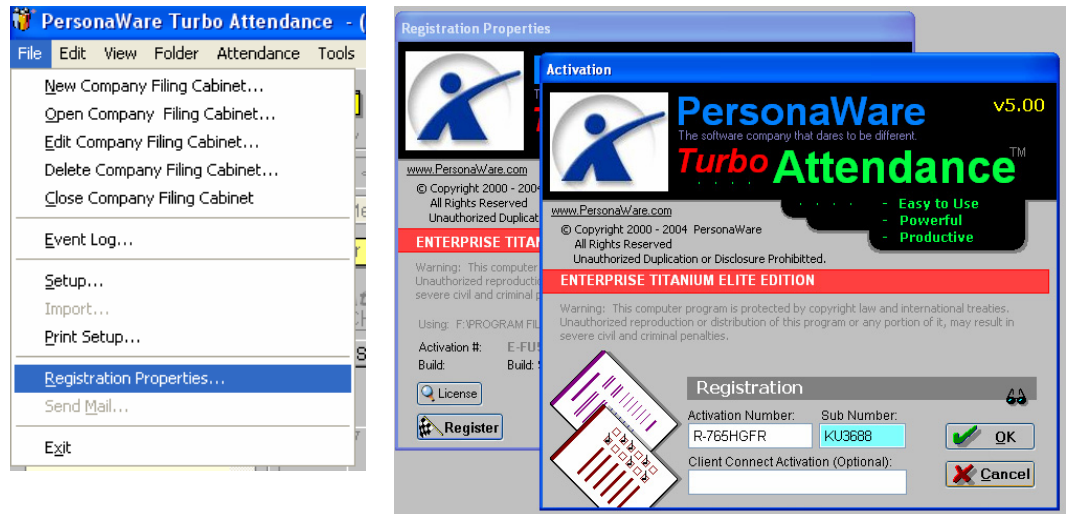 PersonaWare Turbo Attendance - (
File Edit View Folder Attendance Tools
New Company Filing Cabinet...
Open Company Filing Cabinet...
Edit Company Filing Cabinet...
Delete Company Filing Cabinet...
Close Company Filing Cabinet
Event Log...
Setup...
Import...
Print Setup...
Registration Properties...
Send Mail...
Exit
Registration Properties
www.PersonaWare.com
© Copyright 2000 - 200
All Rights Reserved
Unauthorized Duplicat
ENTERPRISE TITA
Warning: This computer
Unauthorized reproductio
severe civil and criminal p
Using: F:\PROGRAM FIL
Activation #: E-FU5
Build: Build:
License
Register
Activation
PersonaWare v5.00
The software company that dares to be different.
Turbo Attendance TM
- Easy to Use
- Powerful
- Productive
www.PersonaWare.com
© Copyright 2000 - 2004 PersonaWare
All Rights Reserved
Unauthorized Duplication or Disclosure Prohibitted.
ENTERPRISE TITANIUM ELITE EDITION
Warning: This computer program is protected by copyright law and international treaties.
Unauthorized reproduction or distribution of this program or any portion of it, may result in
severe civil and criminal penalties.
Registration
Activation Number: Sub Number:
R-765HGFR KU3688 OK
Client Connect Activation (Optional):
Cancel